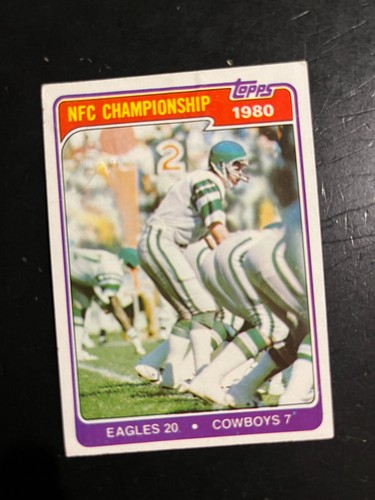 topps
NFC CHAMPIONSHIP 1980
2
EAGLES 20 • COWBOYS 7